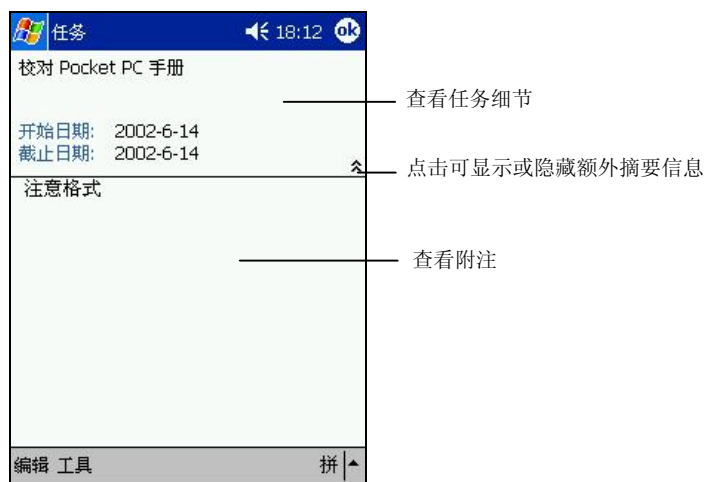 任务 18:12 ok
校对 Pocket PC 手册
查看任务细节
开始日期: 2002-6-14
截止日期: 2002-6-14
点击可显示或隐藏额外摘要信息
注意格式
查看附注
编辑 工具 拼